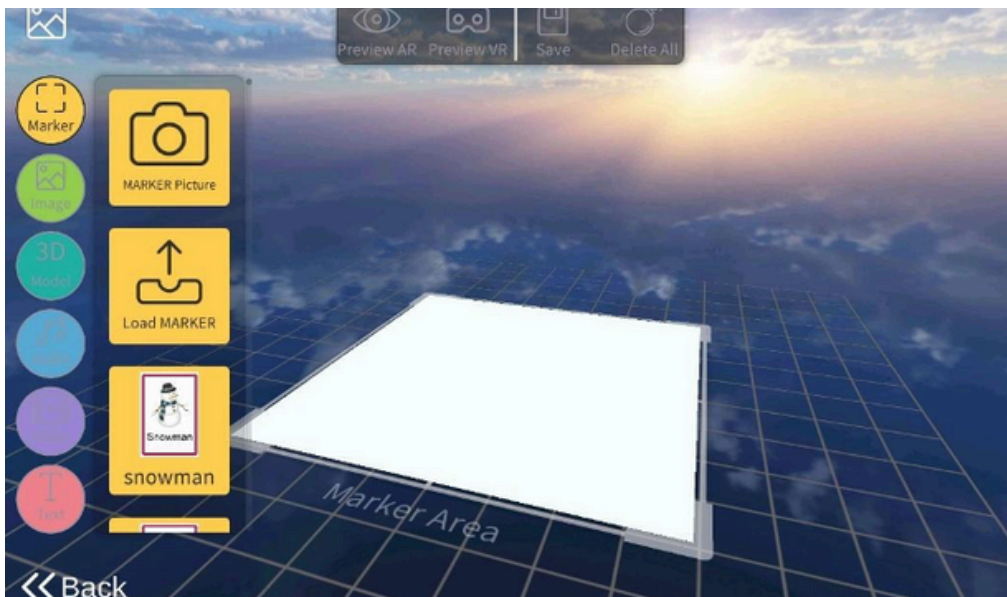 Preview AR Preview VR Save Delete All
Marker
MARKER Picture
Image
3D
Model
Load MARKER
Snowman
snowman
T
Text
Marker Area
Back